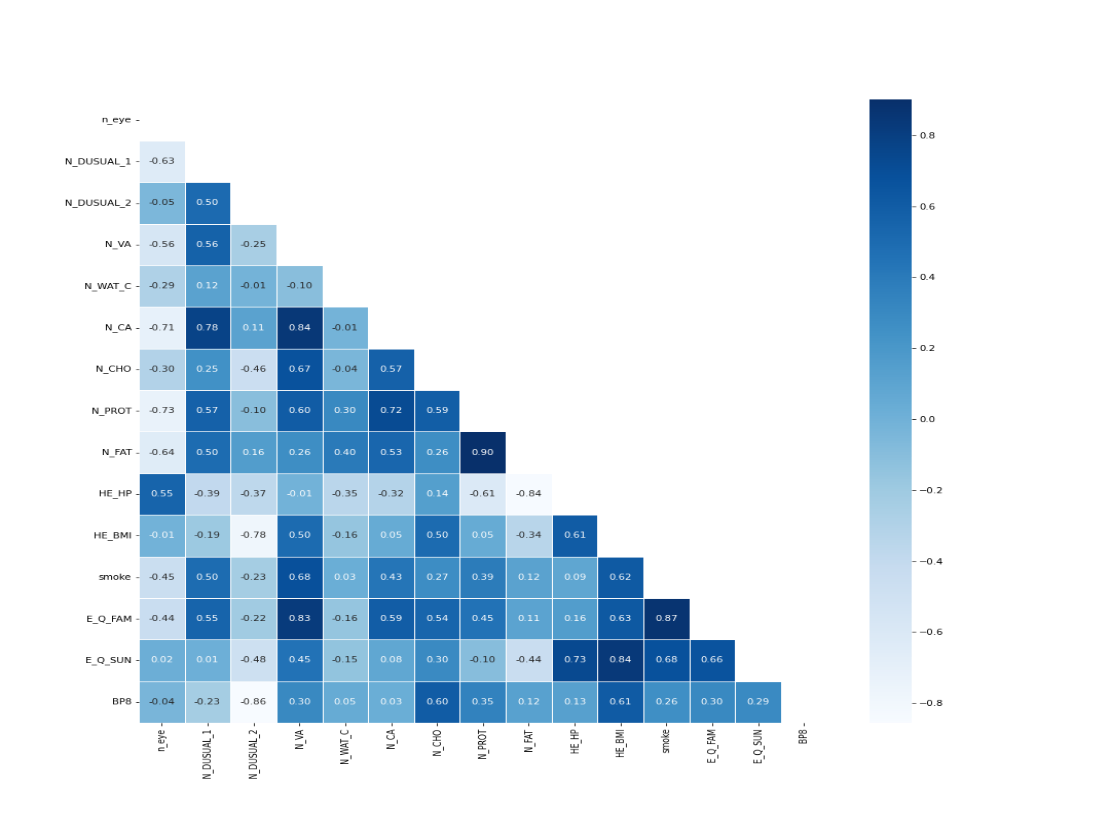 n_eye
N_DUSUAL_1 -0.63
N_DUSUAL_2 -0.05 0.50
N_VA -0.56 0.56 -0.25
N_WAT_C -0.29 0.12 -0.01 -0.10
N_CA -0.71 0.78 0.11 0.84 -0.01
N_CHO -0.30 0.25 -0.46 0.67 -0.04 0.57
N_PROT -0.73 0.57 -0.10 0.60 0.30 0.72 0.59
N_FAT -0.64 0.50 0.16 0.26 0.40 0.53 0.26 0.90
HE_HP 0.55 -0.39 -0.37 -0.01 -0.35 -0.32 0.14 -0.61 -0.84
HE_BMI -0.01 -0.19 -0.78 0.50 -0.16 0.05 0.50 0.05 -0.34 0.61
smoke -0.45 0.50 -0.23 0.68 0.03 0.43 0.27 0.39 0.12 0.09 0.62
E_Q_FAM -0.44 0.55 -0.22 0.83 -0.16 0.59 0.54 0.45 0.11 0.16 0.63 0.87
E_Q_SUN 0.02 0.01 -0.48 0.45 -0.15 0.08 0.30 -0.10 -0.44 0.73 0.84 0.68 0.66
BP8 -0.04 -0.23 -0.86 0.30 0.05 0.03 0.60 0.35 0.12 0.13 0.61 0.26 0.30 0.29
n_eye N_DUSUAL_1 N_DUSUAL_2 N_VA N_WAT_C N_CA N_CHO N_PROT N_FAT HE_HP HE_BMI smoke E_Q_FAM E_Q_SUN BP8
0.8
0.6
0.4
0.2
0.0
-0.2
-0.4
-0.6
-0.8